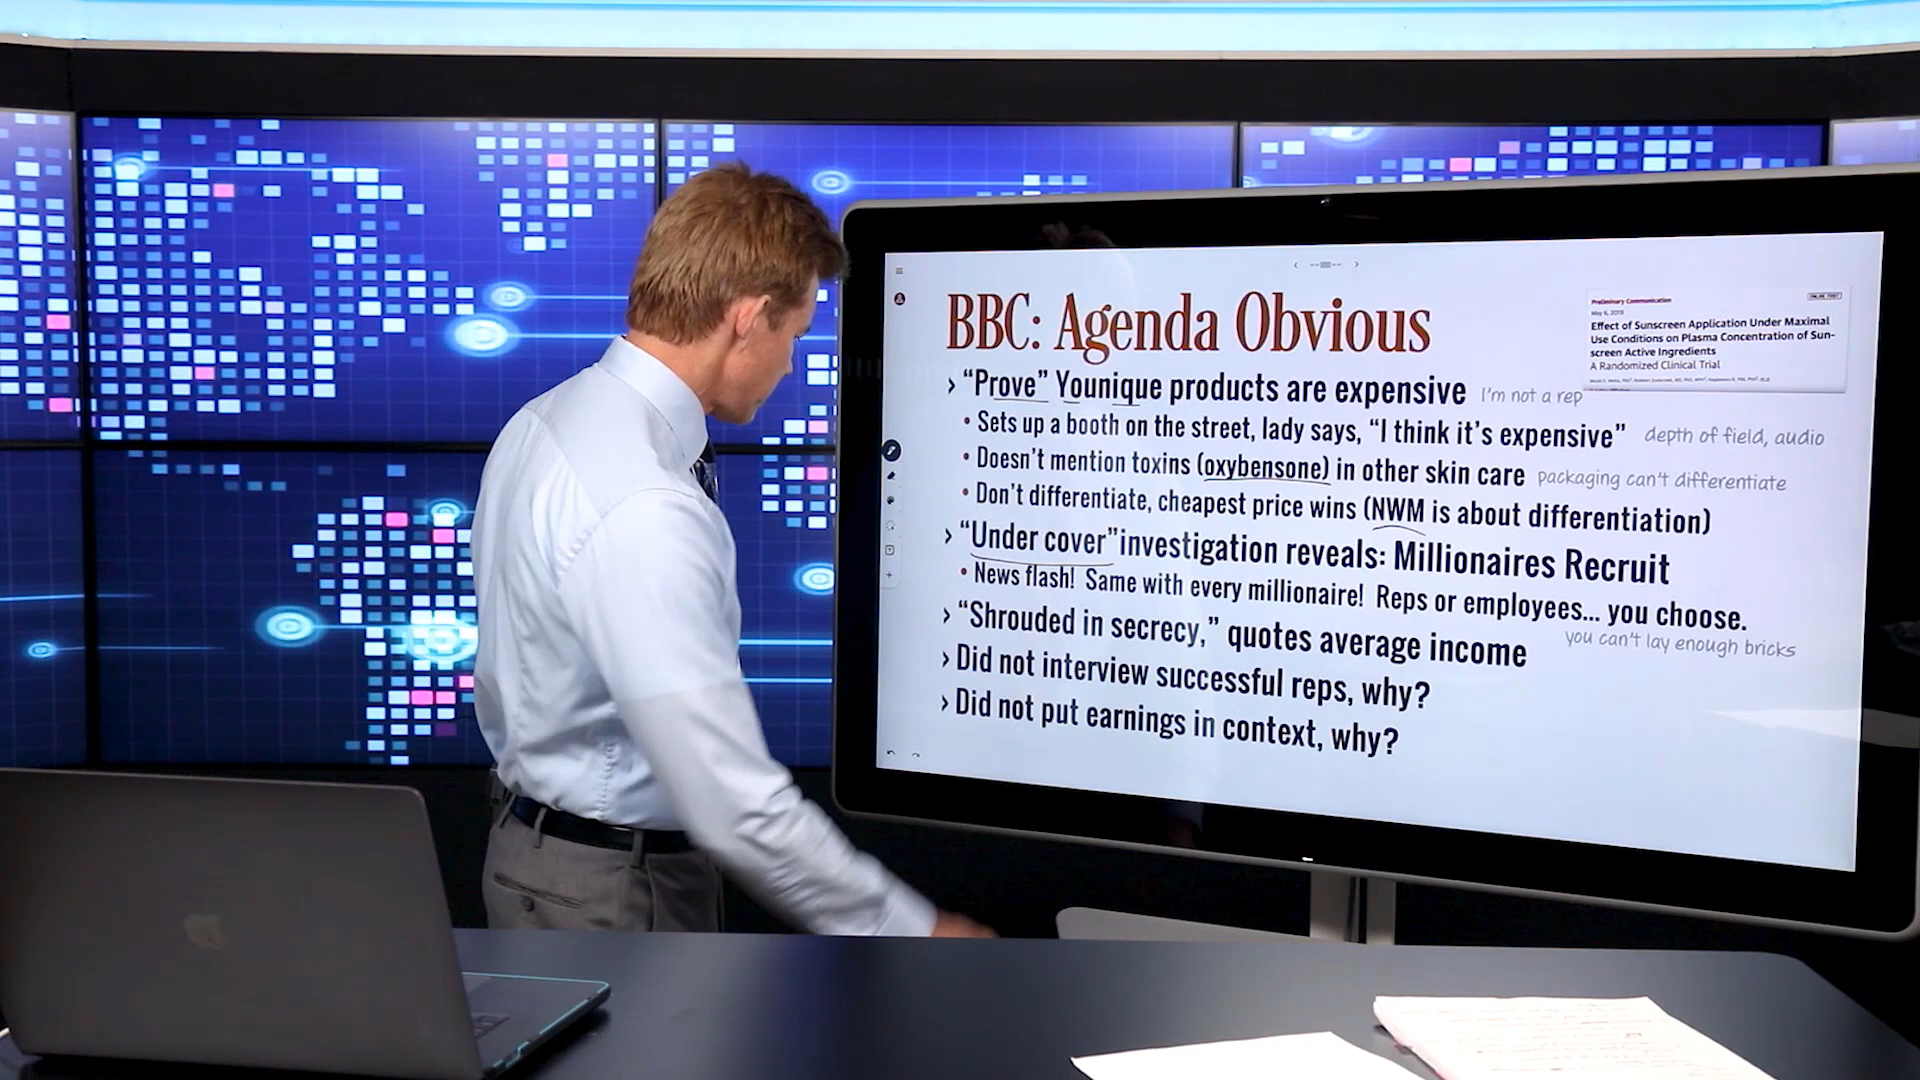 BBC: Agenda Obvious
Preliminary Communication
ONLINE FIRST
May 6, 2019
Effect of Sunscreen Application Under Maximal
Use Conditions on Plasma Concentration of Sun-
screen Active Ingredients
A Randomized Clinical Trial
› “Prove” Younique products are expensive I'm not a rep
• Sets up a booth on the street, lady says, “I think it’s expensive” depth of field, audio
• Doesn’t mention toxins (oxybensone) in other skin care packaging can't differentiate
• Don’t differentiate, cheapest price wins (NWM is about differentiation)
› “Under cover”investigation reveals: Millionaires Recruit
• News flash! Same with every millionaire! Reps or employees... you choose.
› “Shrouded in secrecy,” quotes average income you can't lay enough bricks
› Did not interview successful reps, why?
› Did not put earnings in context, why?